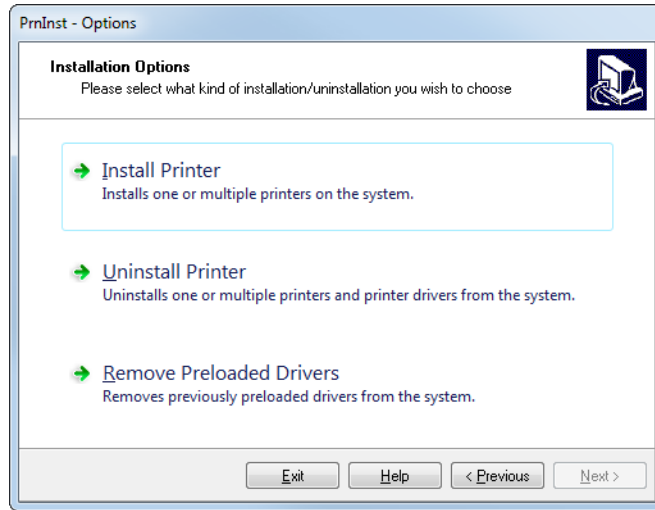 PrnInst - Options
Installation Options
Please select what kind of installation/uninstallation you wish to choose
Install Printer
Installs one or multiple printers on the system.
Uninstall Printer
Uninstalls one or multiple printers and printer drivers from the system.
Remove Preloaded Drivers
Removes previously preloaded drivers from the system.
Exit Help < Previous Next >